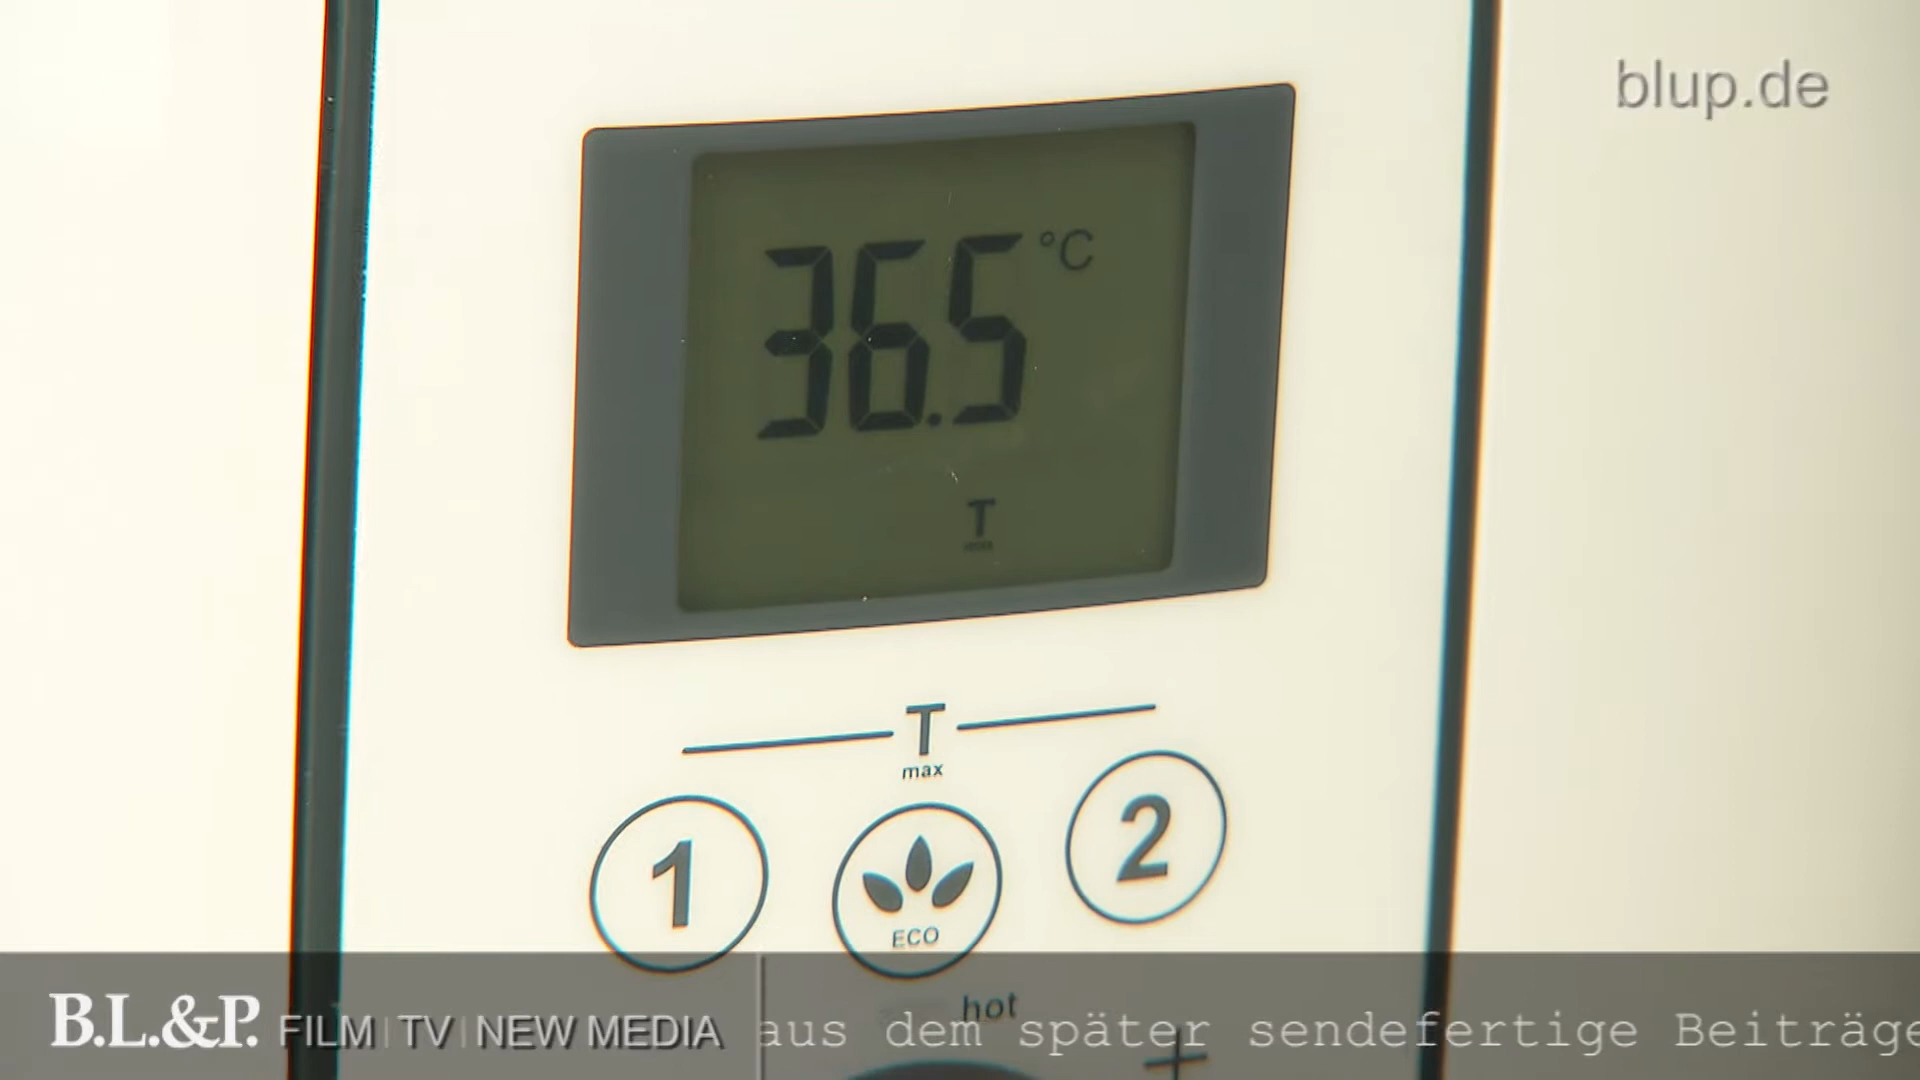 blup.de
36.5 °C
T
T
max
1
2
ECO
hot
+
B.L.&P. FILM | TV | NEW MEDIA
aus dem später sendefertige Beiträge